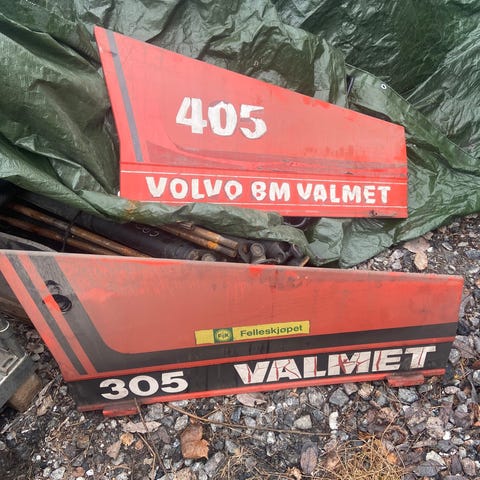 405
VOLVO BM VALMET
F.K Felleskjøpet
305 VALMET